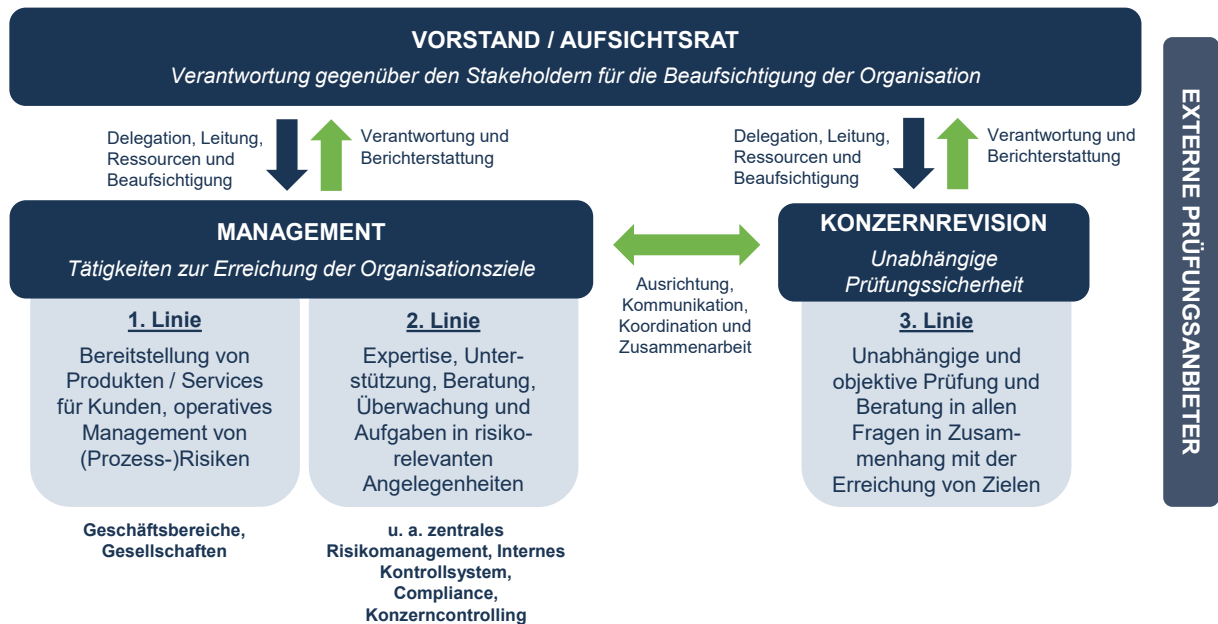 VORSTAND / AUFSICHTSRAT
Verantwortung gegenüber den Stakeholdern für die Beaufsichtigung der Organisation
Delegation, Leitung,
Ressourcen und
Beaufsichtigung
Verantwortung und
Berichterstattung
Delegation, Leitung,
Ressourcen und
Beaufsichtigung
Verantwortung und
Berichterstattung
MANAGEMENT
Tätigkeiten zur Erreichung der Organisationsziele
Ausrichtung,
Kommunikation,
Koordination und
Zusammenarbeit
KONZERNREVISION
Unabhängige
Prüfungssicherheit
1. Linie
Bereitstellung von
Produkten / Services
für Kunden, operatives
Management von
(Prozess-)Risiken
2. Linie
Expertise, Unter-
stützung, Beratung,
Überwachung und
Aufgaben in risiko-
relevanten
Angelegenheiten
3. Linie
Unabhängige und
objektive Prüfung und
Beratung in allen
Fragen in Zusam-
menhang mit der
Erreichung von Zielen
Geschäftsbereiche,
Gesellschaften
u. a. zentrales
Risikomanagement, Internes
Kontrollsystem,
Compliance,
Konzerncontrolling
EXTERNE PRÜFUNGSANBIETER